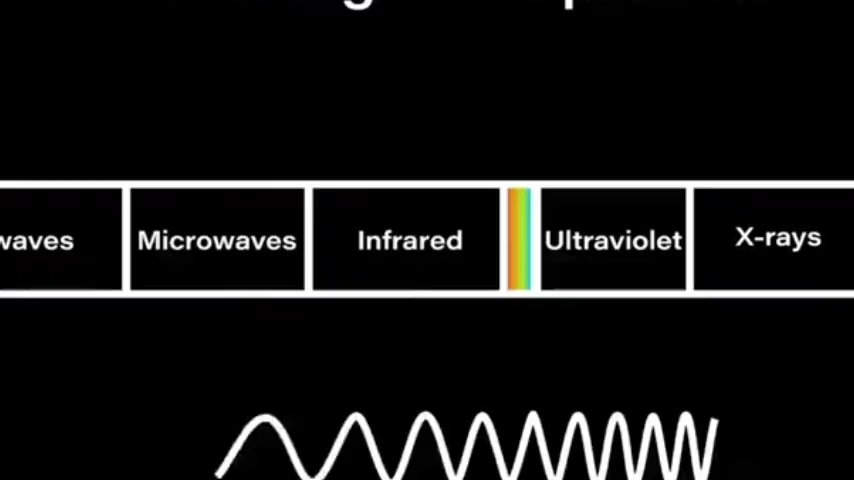 waves
Microwaves
Infrared
Ultraviolet
X-rays